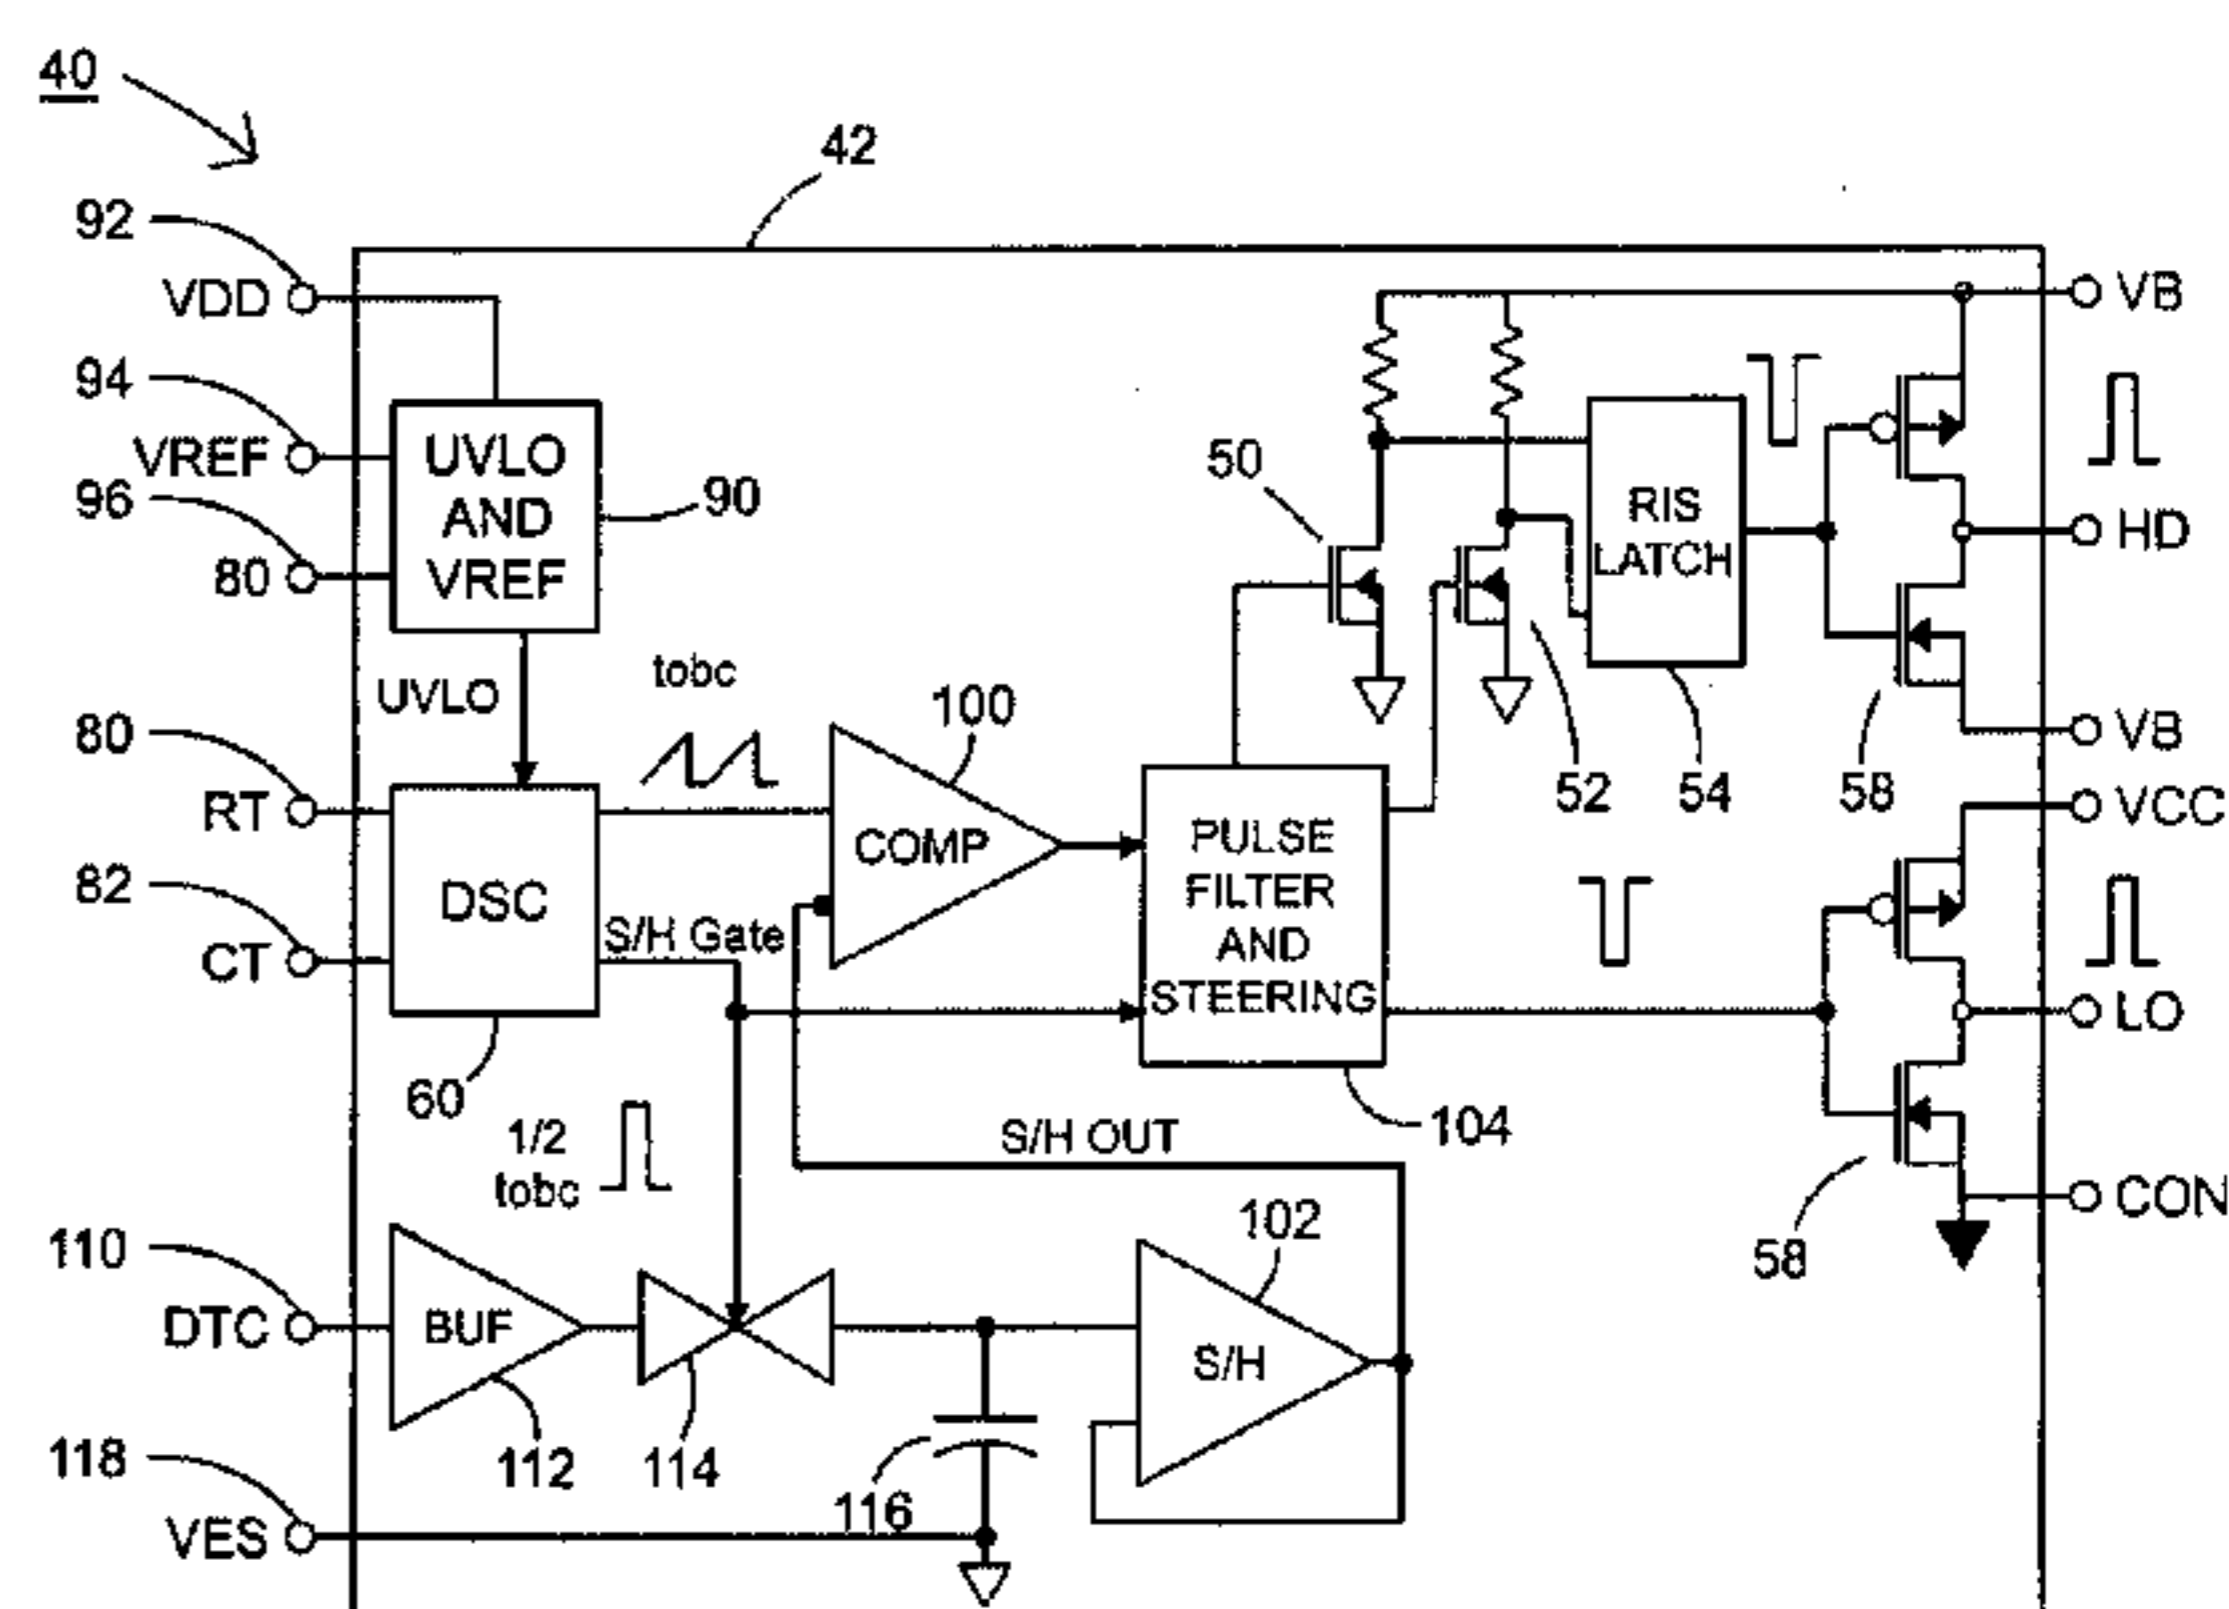 40
42
92
VDD
VB
94
VREF
UVLO
AND
VREF
90
96
80
50
RIS
LATCH
HD
UVLO
tobc
100
80
RT
52
54
58
VB
VCC
COMP
PULSE
FILTER
AND
STEERING
82
CT
DSC
S/H Gate
LO
60
1/2
tobc
S/H OUT
104
58
CON
110
DTC
BUF
102
S/H
112
114
116
118
VES